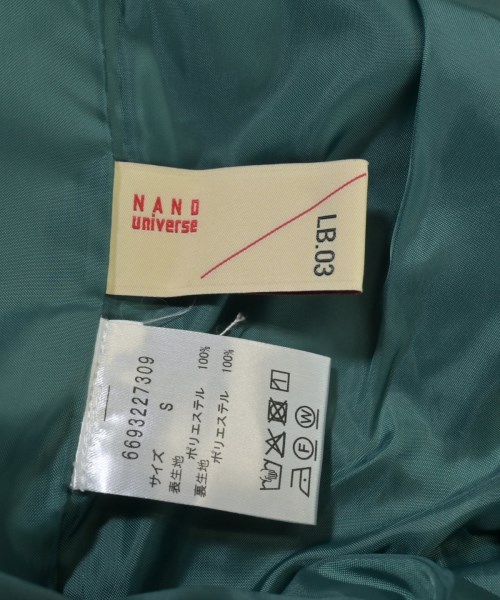 NANO
universe
LB.03
6693227309
サイズ S
表生地 ポリエステル 100%
裏生地 ポリエステル 100%